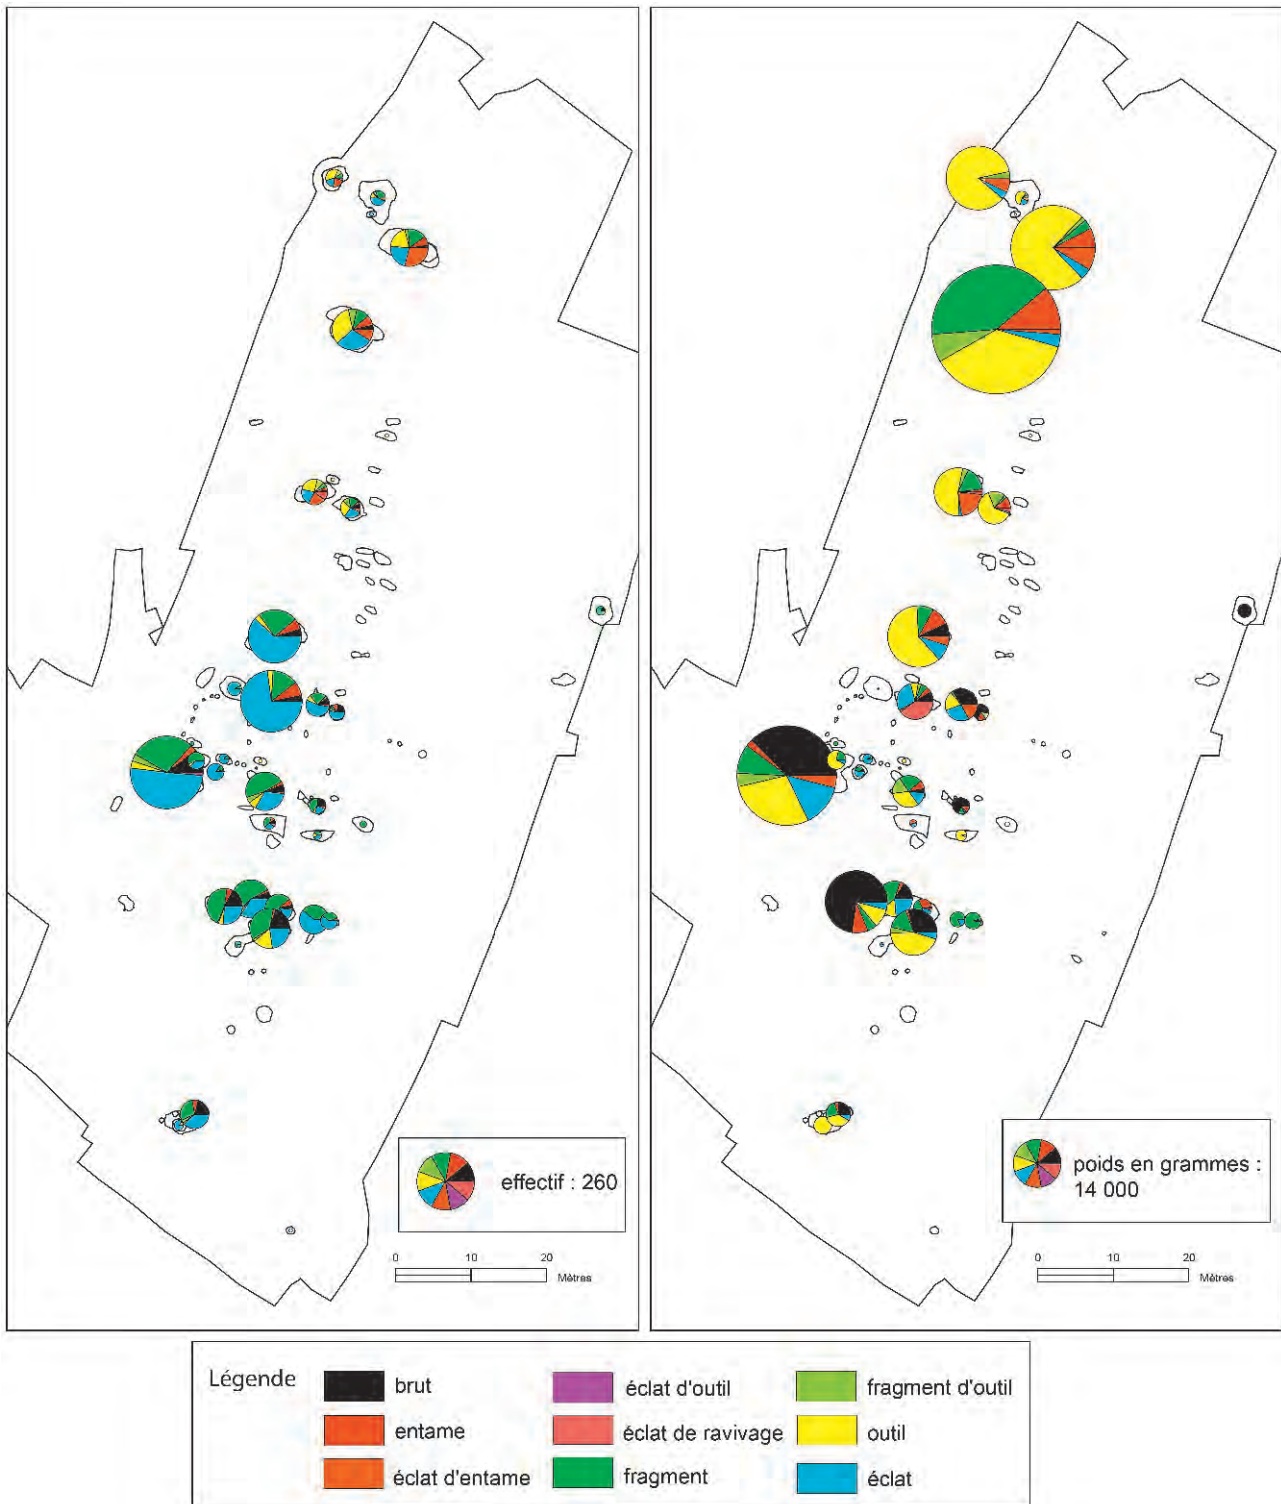 effectif : 260
0 10 20
Mètres
poids en grammes :
14 000
0 10 20
Mètres
Légende
brut
entame
éclat d'entame
éclat d'outil
éclat de ravivage
fragment
fragment d'outil
outil
éclat